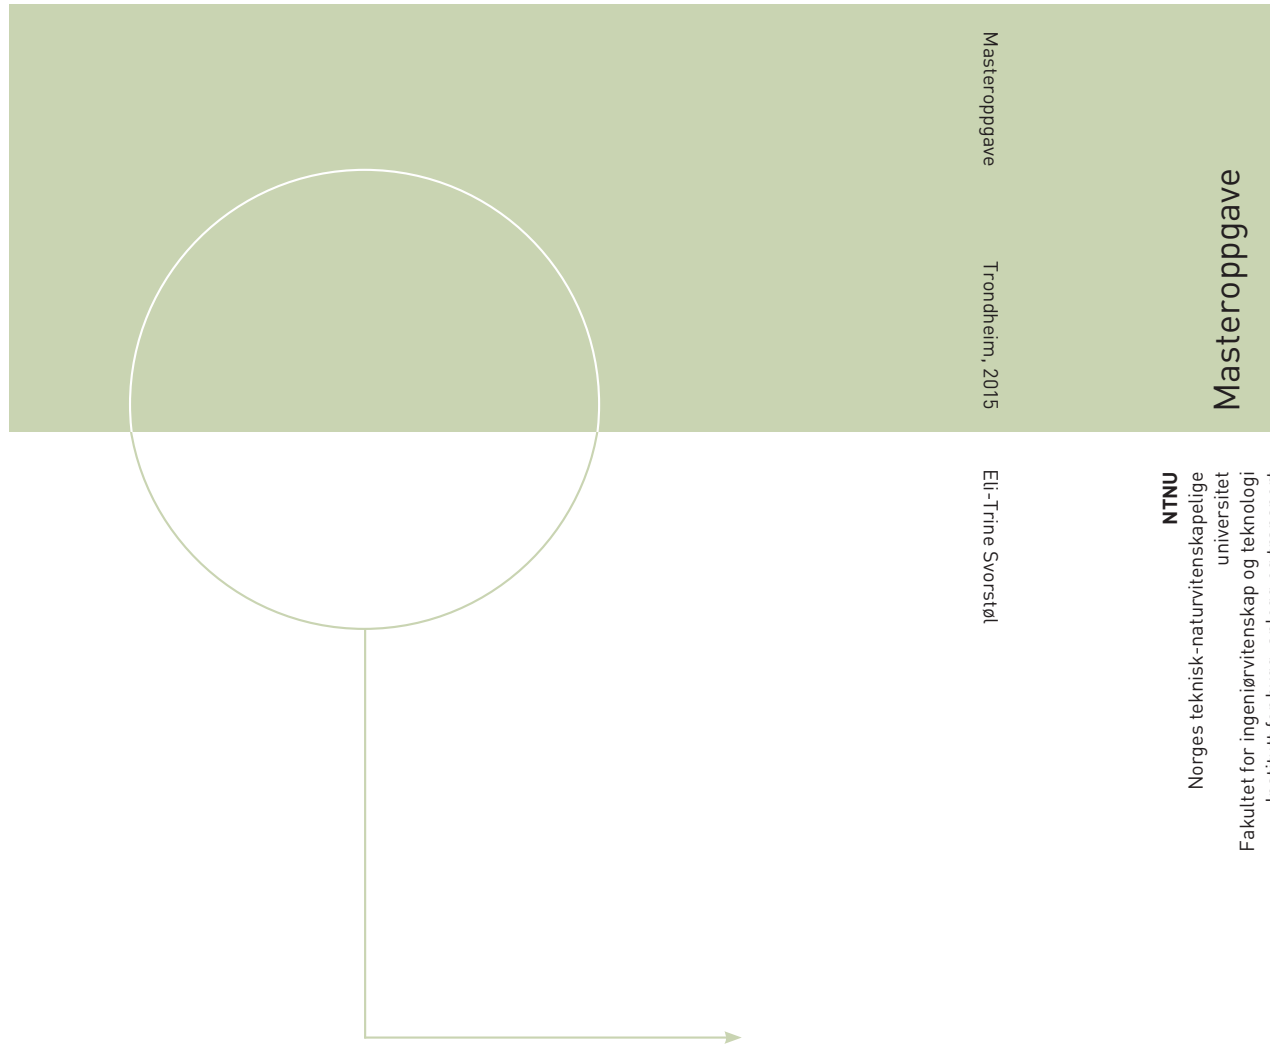 Masteroppgave
Trondheim, 2015
Eli-Trine Svorstøl
Masteroppgave
NTNU
Norges teknisk-naturvitenskapelige
universitet
Fakultet for ingeniørvitenskap og teknologi